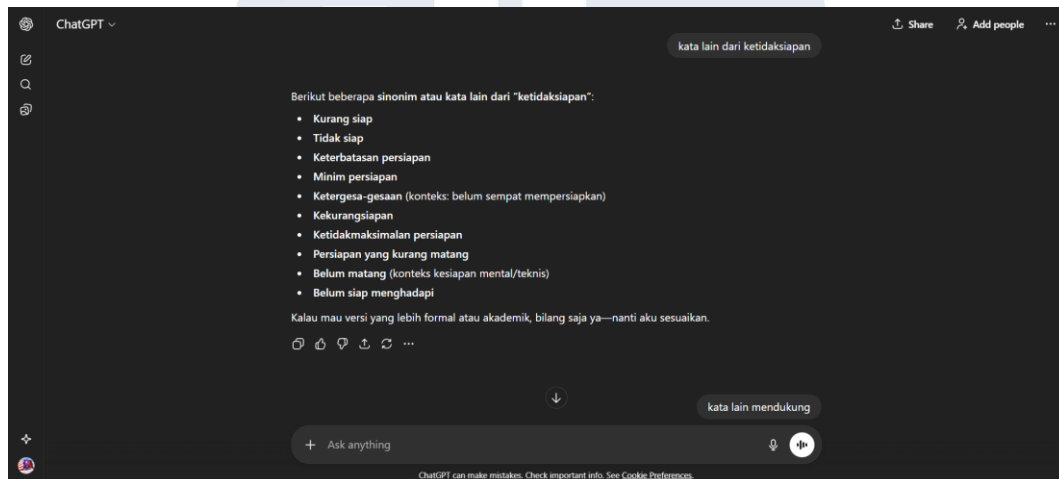 ChatGPT
Share
Add people
kata lain dari ketidaksiapan
Berikut beberapa sinonim atau kata lain dari "ketidaksiapan":
• Kurang siap
• Tidak siap
• Keterbatasan persiapan
• Minim persiapan
• Ketergesa-gesaan (konteks: belum sempat mempersiapkan)
• Kekurangsiapan
• Ketidakmaksimalan persiapan
• Persiapan yang kurang matang
• Belum matang (konteks kesiapan mental/teknis)
• Belum siap menghadapi
Kalau mau versi yang lebih formal atau akademik, bilang saja ya—nanti aku sesuaikan.
kata lain mendukung
Ask anything
ChatGPT can make mistakes. Check important info. See Cookie Preferences.